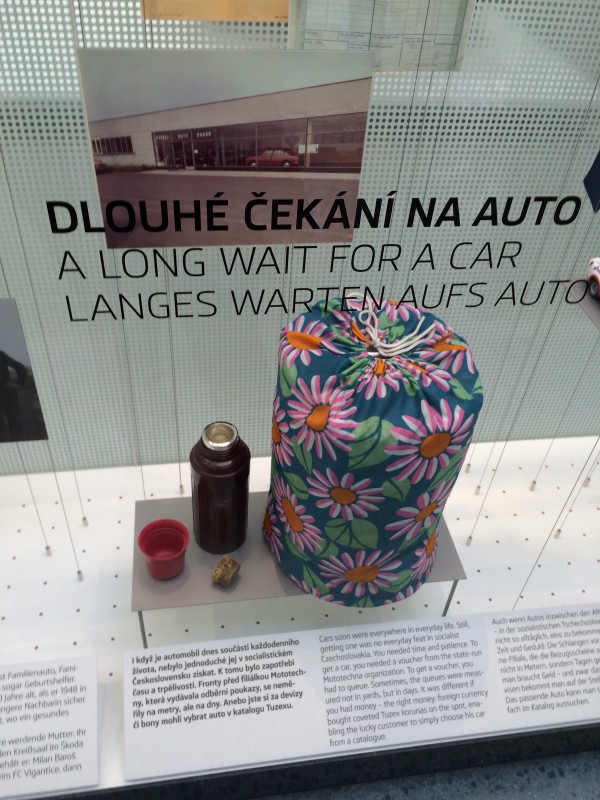 DLOUHÉ ČEKÁNÍ NA AUTO
A LONG WAIT FOR A CAR
LANGES WARTEN AUFS AUTO
I když je automobil dnes součástí každodenního
života, nebylo jednoduché jej v socialistickém
Československu získat. K tomu bylo zapotřebí
času a trpělivosti. Fronty před filiálkou Mototech-
ny, která vydávala odběrní poukazy, se nemě-
řily na metry, ale na dny. Anebo jste si za devizy
či bony mohli vybrat auto v katalogu Tuzexu.
Cars soon were everywhere in everyday life. Still,
getting one was no everyday feat in socialist
Czechoslovakia. You needed time and patience. To
get a car, you needed a voucher from the state-run
Mototechna organization. To get a voucher, you
had to queue. Sometimes, the queues were meas-
ured not in yards, but in days. It was different if
you had money – the right money: foreign currency
bought coveted Tuzex korunas on the spot, ena-
bling the lucky customer to simply choose his car
from a catalogue.
Auch wenn Autos inzwischen den
– in der sozialistischen Tschechoslow
nicht so alltäglich, eins zu bekomme
Zeit und Geduld. Die Schlangen vor
na-Filiale, die die Bezugsscheine a
nicht in Metern, sondern Tagen g
man braucht Geld – und zwar
visen bekommt man auf der Stell
Das passende Auto kann man s
fach im Katalog aussuchen.
st Familienauto, Fami-
sogar Geburtshelfer.
Jahre alt, als er 1948 in
ngere Nachbarin sicher
t, wo ein gesundes
re werdende Mutter. Ihr
den Kreißsaal im Škoda
ehält er. Milan Baroš
eim FC Vigantice, dann